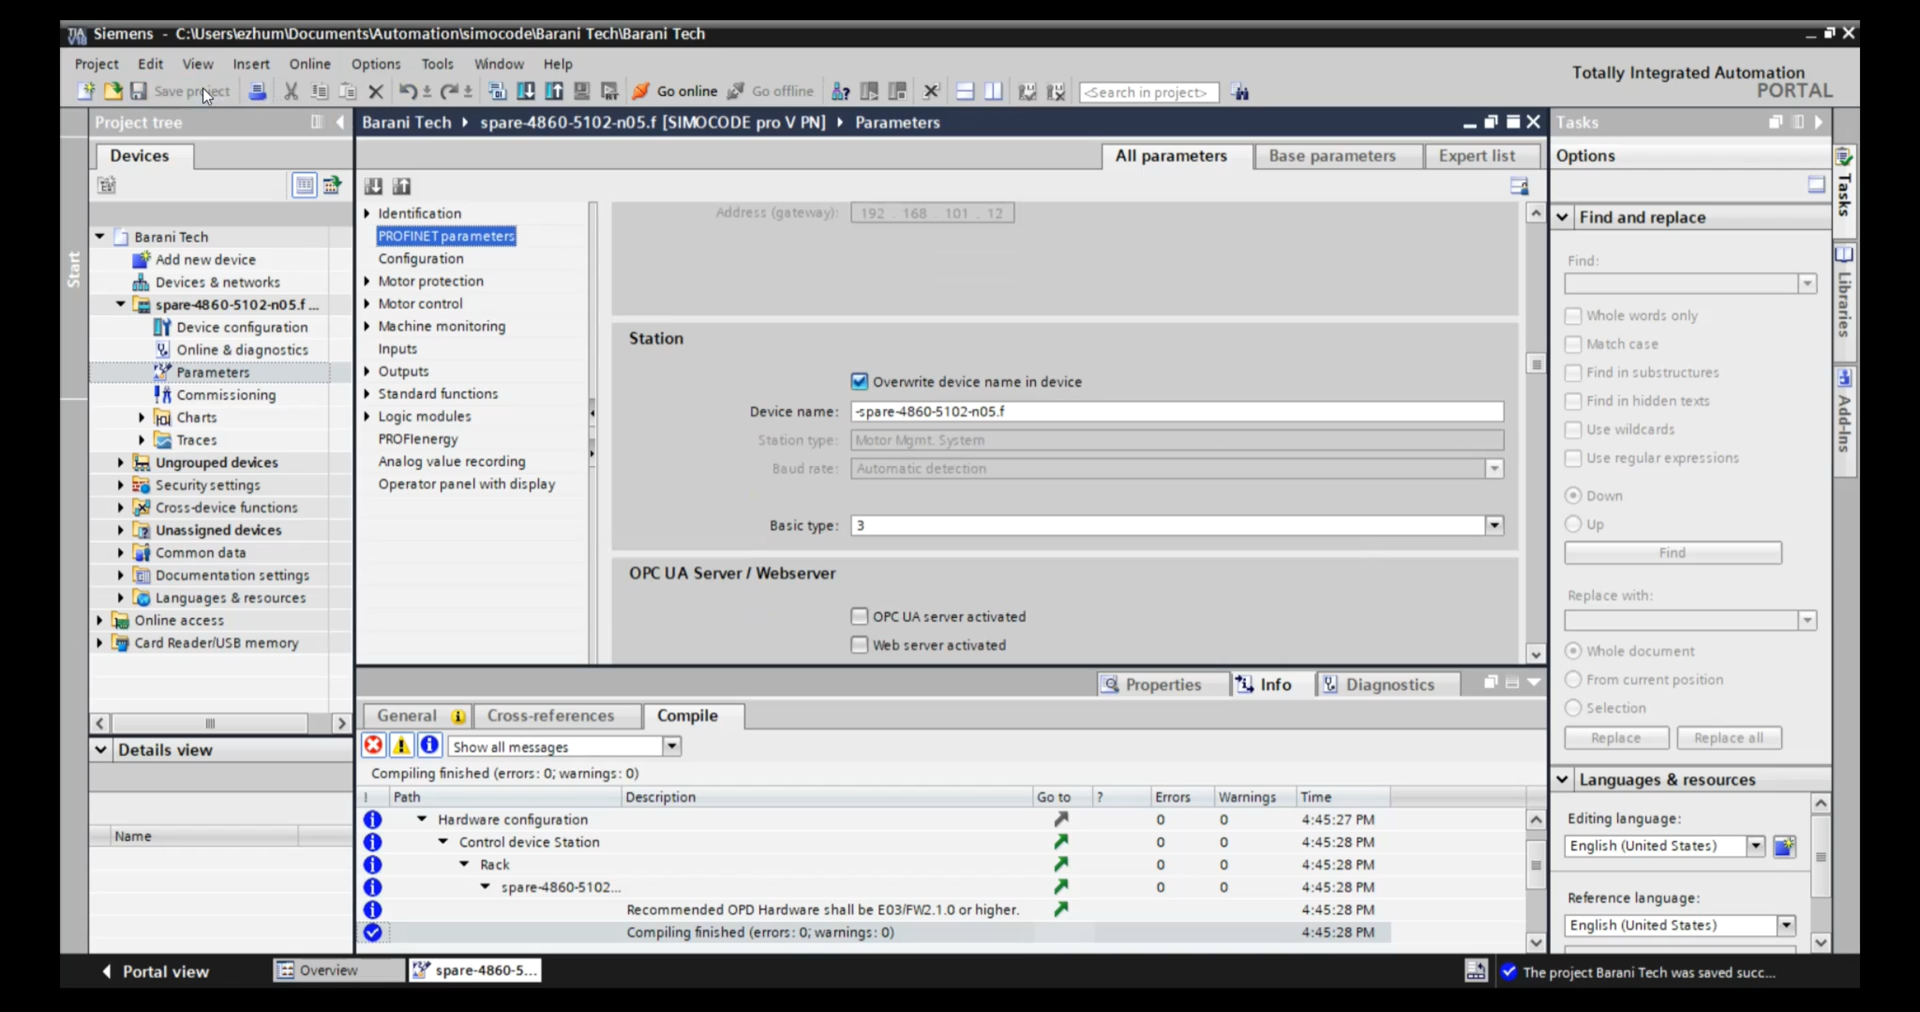 Siemens - C:\Users\ezhum\Documents\Automation\simocode\Barani Tech\Barani Tech
Project Edit View Insert Online Options Tools Window Help
Totally Integrated Automation
PORTAL
Save project
Go online
Go offline
<Search in project>
Project tree
Barani Tech ▸ spare-4860-5102-n05.f [SIMOCODE pro V PN] ▸ Parameters
Tasks
Devices
All parameters
Base parameters
Expert list
Options
Start
Barani Tech
Add new device
Devices & networks
spare-4860-5102-n05.f ...
Device configuration
Online & diagnostics
Parameters
Commissioning
Charts
Traces
Ungrouped devices
Security settings
Cross-device functions
Unassigned devices
Common data
Documentation settings
Languages & resources
Online access
Card Reader/USB memory
Details view
Name
Identification
PROFINET parameters
Configuration
Motor protection
Motor control
Machine monitoring
Inputs
Outputs
Standard functions
Logic modules
PROFIenergy
Analog value recording
Operator panel with display
Address (gateway): 192 . 168 . 101 . 12
Station
Overwrite device name in device
Device name: -spare-4860-5102-n05.f
Station type: Motor Mgmt. System
Baud rate: Automatic detection
Basic type: 3
OPC UA Server / Webserver
OPC UA server activated
Web server activated
Properties
Info
Diagnostics
General
Cross-references
Compile
Show all messages
Compiling finished (errors: 0; warnings: 0)
! Path Description Go to ? Errors Warnings Time
Hardware configuration 0 0 4:45:27 PM
Control device Station 0 0 4:45:28 PM
Rack 0 0 4:45:28 PM
spare-4860-5102... 0 0 4:45:28 PM
Recommended OPD Hardware shall be E03/FW2.1.0 or higher. 4:45:28 PM
Compiling finished (errors: 0; warnings: 0) 4:45:28 PM
Find and replace
Find:
Whole words only
Match case
Find in substructures
Find in hidden texts
Use wildcards
Use regular expressions
Down
Up
Find
Replace with:
Whole document
From current position
Selection
Replace
Replace all
Languages & resources
Editing language:
English (United States)
Reference language:
English (United States)
Tasks
Libraries
Add-Ins
Portal view
Overview
spare-4860-5...
The project Barani Tech was saved succ...